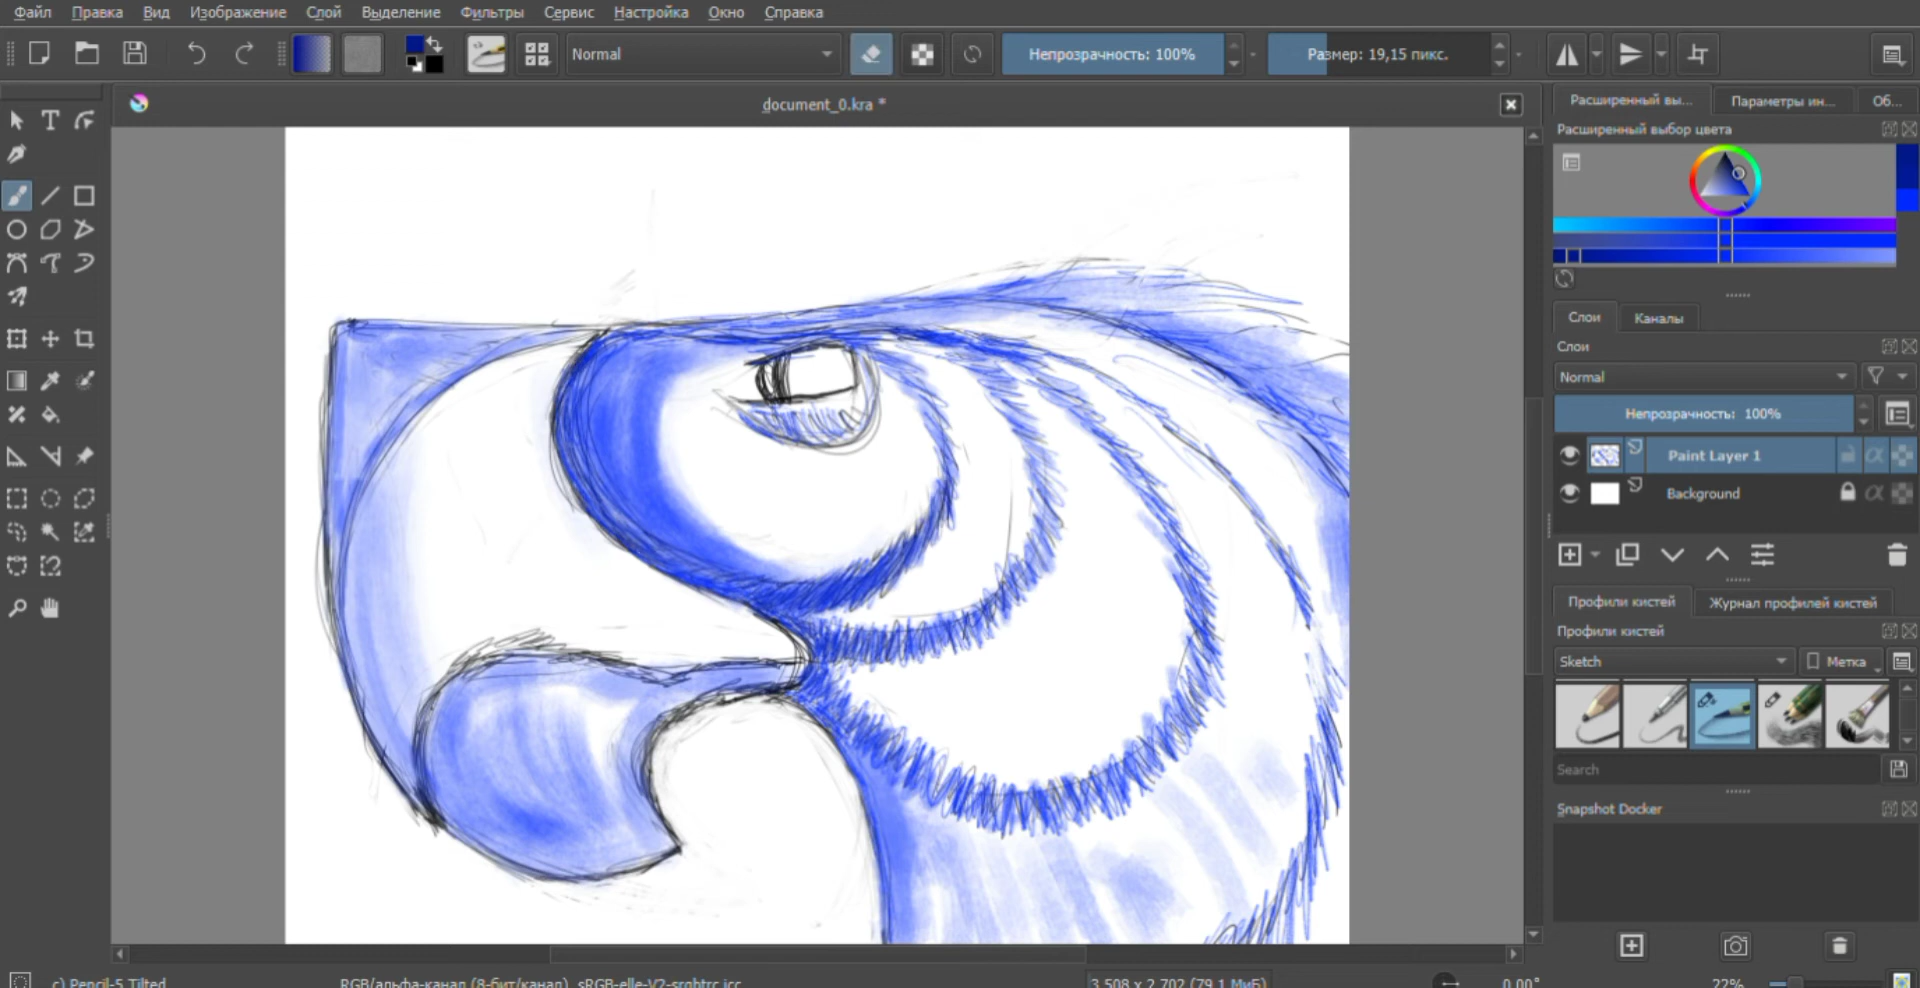 Файл Правка Вид Изображение Слой Выделение Фильтры Сервис Настройка Окно Справка
Normal Непрозрачность: 100% Размер: 19,15 пикс.
document_0.kra *
Расширенный вы... Параметры ин... Об...
Расширенный выбор цвета
Слои Каналы
Слои
Normal
Непрозрачность: 100%
Paint Layer 1
Background
Профили кистей Журнал профилей кистей
Профили кистей
Sketch Метка
Search
Snapshot Docker
c) Pencil-5 Tilted RGB/альфа-канал (8-бит/канал) sRGB-elle-V2-srgbtrc.icc 3 508 x 2 702 (79,1 МиБ) 0,00° 22%